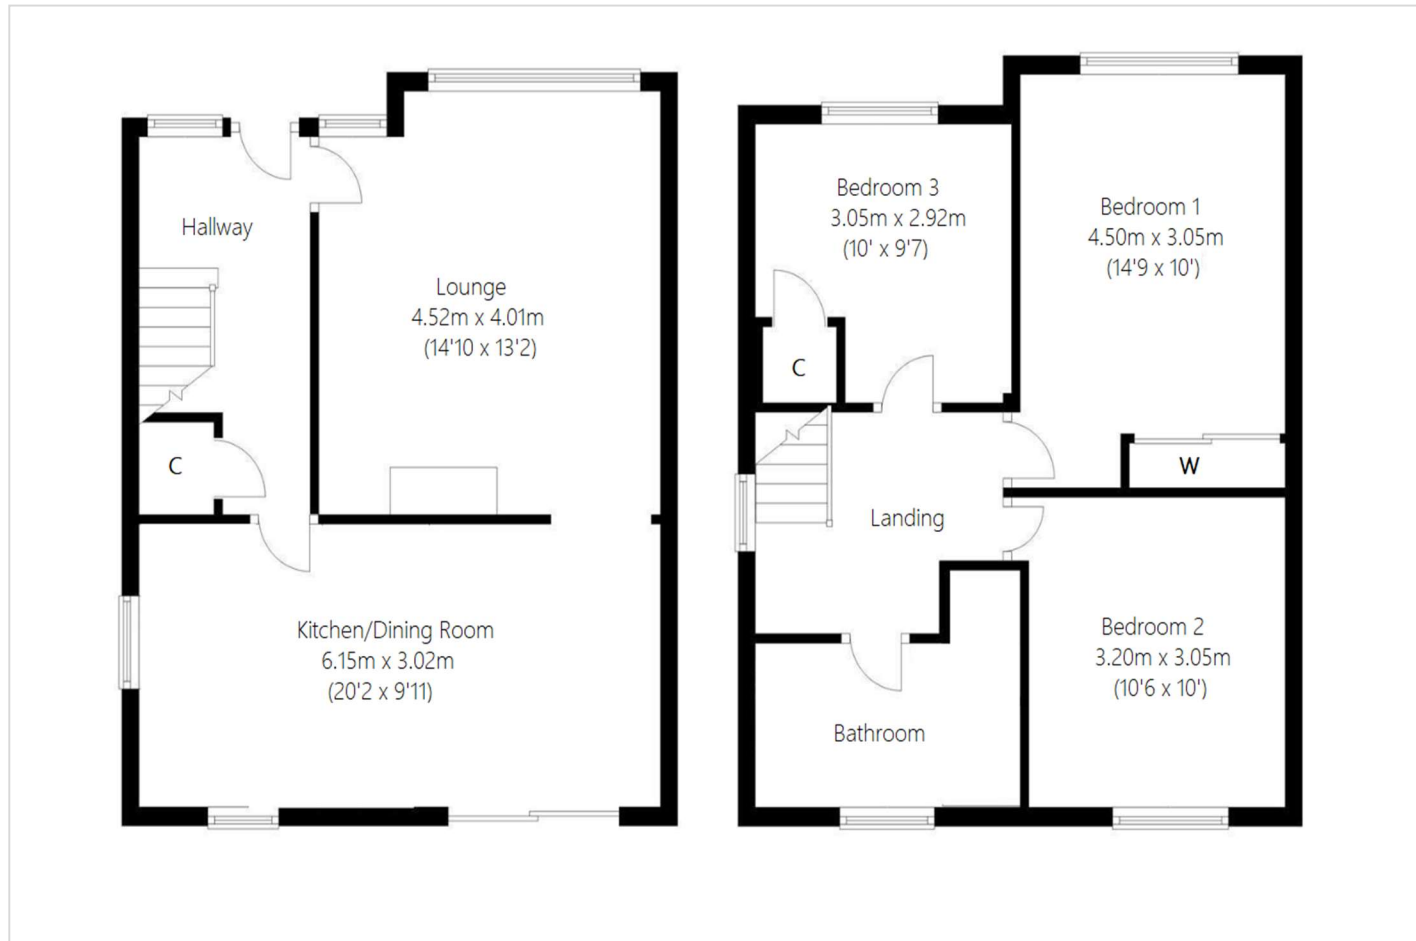 Hallway
Lounge
4.52m x 4.01m
(14'10 x 13'2)
C
Kitchen/Dining Room
6.15m x 3.02m
(20'2 x 9'11)
Bedroom 3
3.05m x 2.92m
(10' x 9'7)
C
Bedroom 1
4.50m x 3.05m
(14'9 x 10')
W
Landing
Bedroom 2
3.20m x 3.05m
(10'6 x 10')
Bathroom